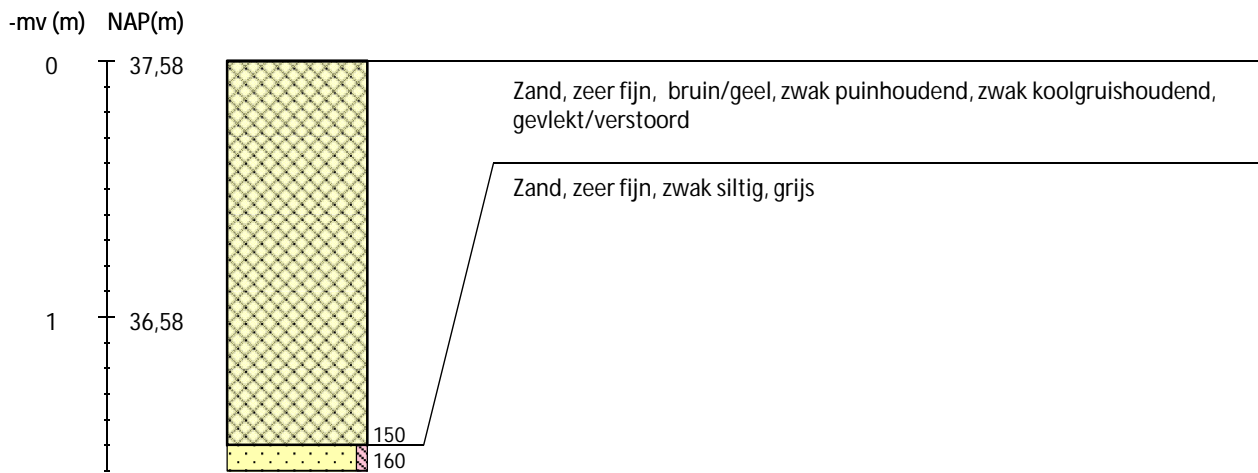 -mv (m) NAP(m)
0 37,58
Zand, zeer fijn, bruin/geel, zwak puinhoudend, zwak koolgruishoudend,
gevlekt/verstoord
Zand, zeer fijn, zwak siltig, grijs
1 36,58
150
160